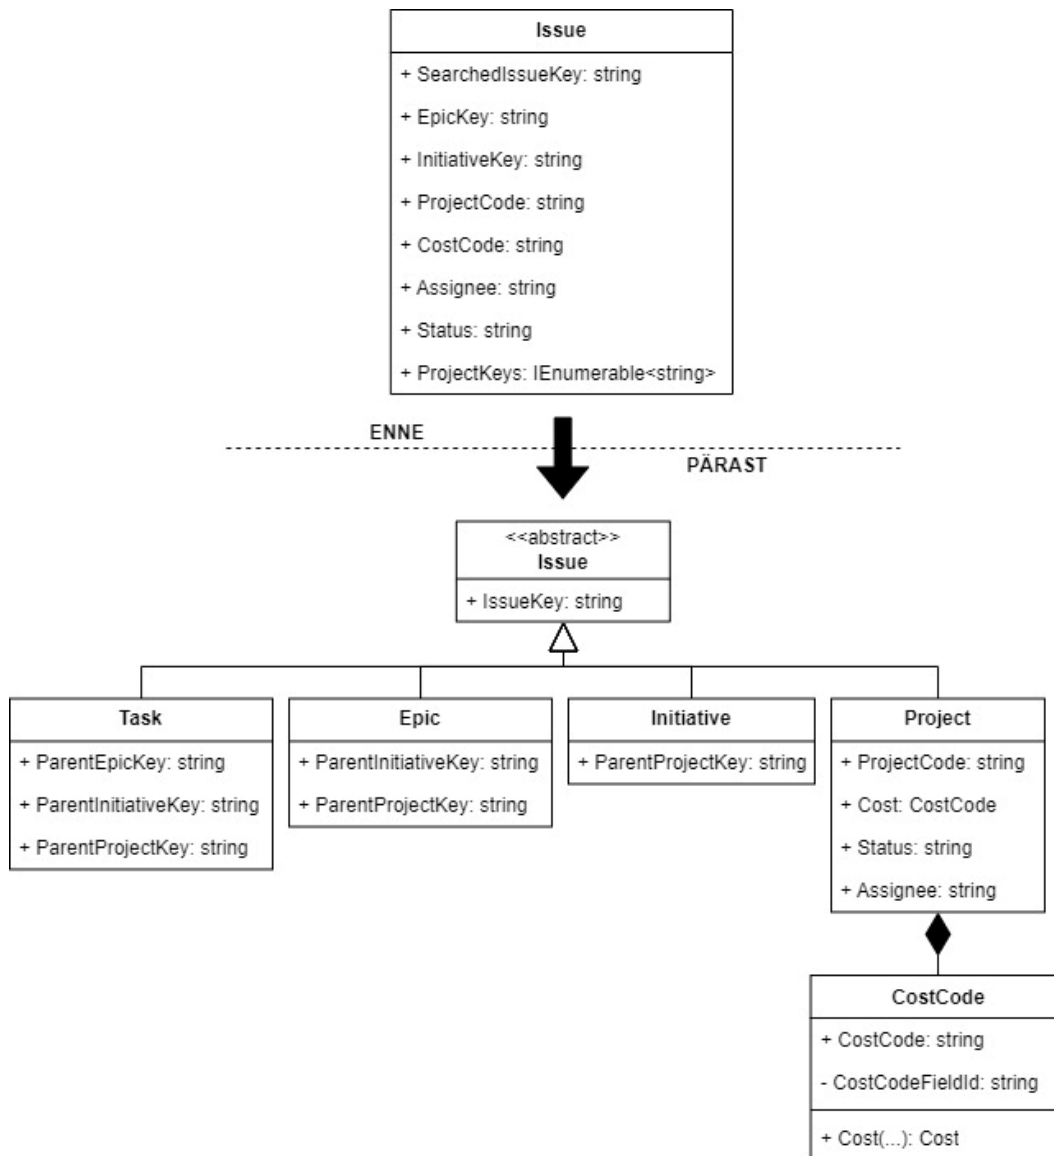 Issue
+ SearchedIssueKey: string
+ EpicKey: string
+ InitiativeKey: string
+ ProjectCode: string
+ CostCode: string
+ Assignee: string
+ Status: string
+ ProjectKeys: IEnumerable<string>
ENNE
PÄRAST
<<abstract>>
Issue
+ IssueKey: string
Task
+ ParentEpicKey: string
+ ParentInitiativeKey: string
+ ParentProjectKey: string
Epic
+ ParentInitiativeKey: string
+ ParentProjectKey: string
Initiative
+ ParentProjectKey: string
Project
+ ProjectCode: string
+ Cost: CostCode
+ Status: string
+ Assignee: string
CostCode
+ CostCode: string
- CostCodeFieldId: string
+ Cost(...): Cost